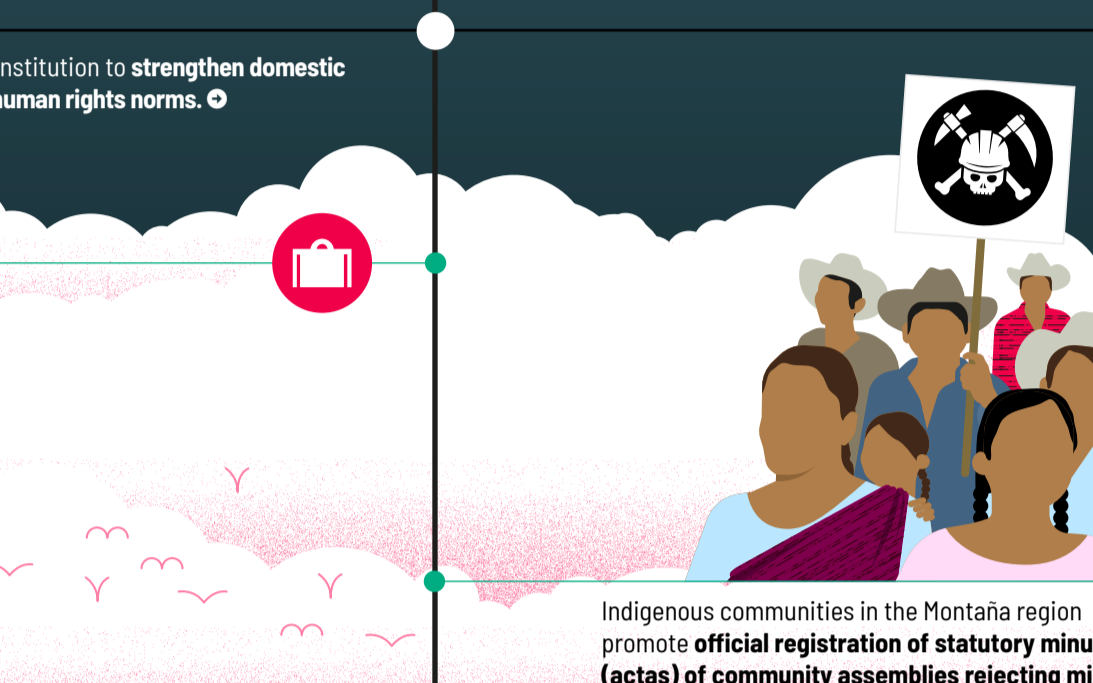 nstitution to strengthen domestic
human rights norms.
Indigenous communities in the Montaña region
promote official registration of statutory minu
(actas) of community assemblies rejecting mi